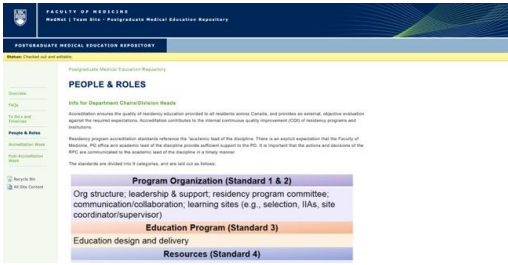 FACULTY OF MEDICINE
MedNet | Team Site - Postgraduate Medical Education Repository
POSTGRADUATE MEDICAL EDUCATION REPOSITORY
Status: Checked out and editable.
Postgraduate Medical Education Repository
PEOPLE & ROLES
Overview
FAQs
To Do's and
Timelines
People & Roles
Accreditation Week
Post Accreditation
Week
Recycle Bin
All Site Content
Info for Department Chairs/Division Heads
Accreditation ensures the quality of residency education provided to all residents across Canada, and provides an external, objective evaluation
against the required expectations. Accreditation contributes to the internal continuous quality improvement (CQI) of residency programs and
institutions.
Residency program accreditation standards reference the "academic lead of the discipline. There is an explicit expectation that the Faculty of
Medicine, PG office and academic lead of the discipline provide sufficient support to the PD. It is important that the actions and decisions of the
RPC are communicated to the academic lead of the discipline in a timely manner
The standards are divided into 9 categories, and are laid out as follows:
Program Organization (Standard 1 & 2)
Org structure; leadership & support; residency program committee;
communication/collaboration; learning sites (e.g., selection, IIAs, site
coordinator/supervisor)
Education Program (Standard 3)
Education design and delivery
Resources (Standard 4)